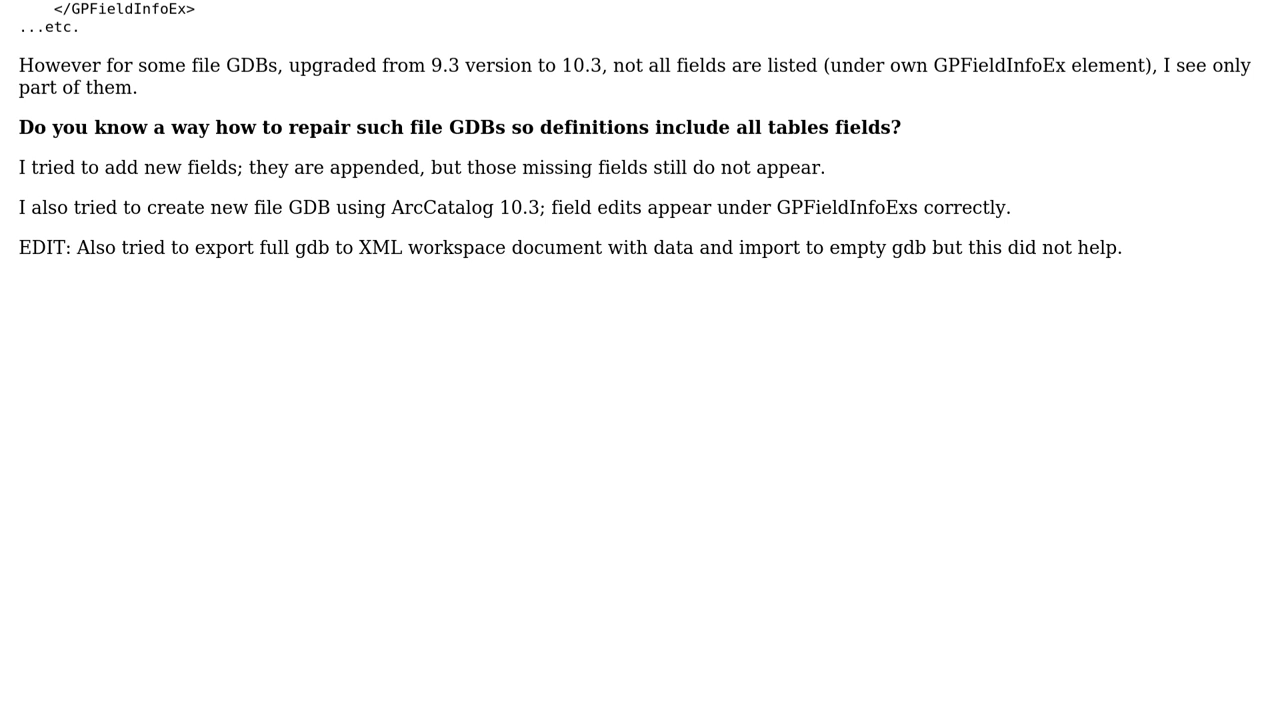 </GPFieldInfoEx>
...etc.
However for some file GDBs, upgraded from 9.3 version to 10.3, not all fields are listed (under own GPFieldInfoEx element), I see only
part of them.
Do you know a way how to repair such file GDBs so definitions include all tables fields?
I tried to add new fields; they are appended, but those missing fields still do not appear.
I also tried to create new file GDB using ArcCatalog 10.3; field edits appear under GPFieldInfoExs correctly.
EDIT: Also tried to export full gdb to XML workspace document with data and import to empty gdb but this did not help.